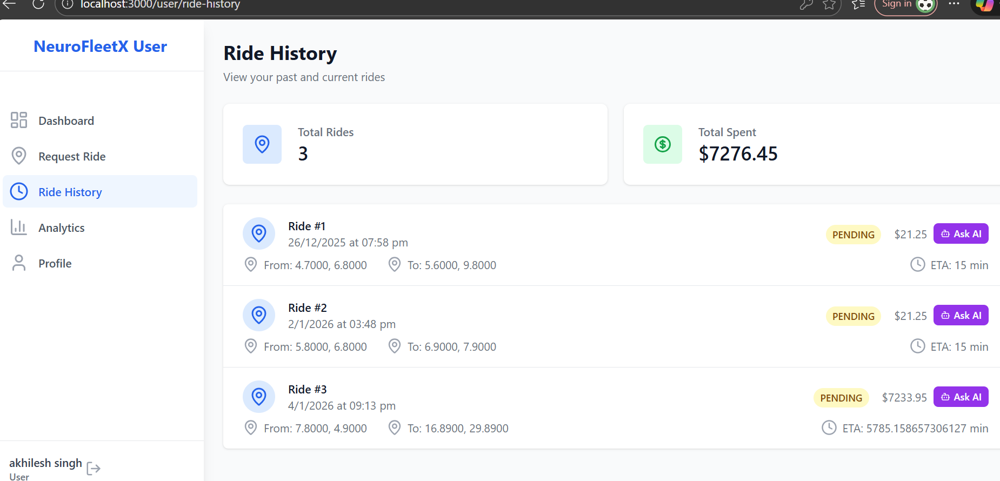 localhost:3000/user/ride-history
Sign in
NeuroFleetX User
Dashboard
Request Ride
Ride History
Analytics
Profile
akhilesh singh
User
Ride History
View your past and current rides
Total Rides
3
Total Spent
$7276.45
Ride #1
26/12/2025 at 07:58 pm
PENDING $21.25 Ask AI
From: 4.7000, 6.8000 To: 5.6000, 9.8000
ETA: 15 min
Ride #2
2/1/2026 at 03:48 pm
PENDING $21.25 Ask AI
From: 5.8000, 6.8000 To: 6.9000, 7.9000
ETA: 15 min
Ride #3
4/1/2026 at 09:13 pm
PENDING $7233.95 Ask AI
From: 7.8000, 4.9000 To: 16.8900, 29.8900
ETA: 5785.158657306127 min